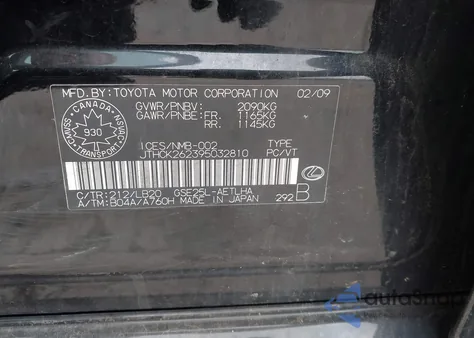 MFD.BY:TOYOTA MOTOR CORPORATION 02/09
GVWR/PNBV: 2090KG
GAWR/PNBE:FR. 1165KG
RR. 1145KG
CANADA
930
TRANSPORT
ICES/NMB-002 TYPE
JTHCK262395032810 PC/VT
C/TR:212/LB20 GSE25L-AETLHA
A/TM:B04A/A760H MADE IN JAPAN 292 B
autoSnap